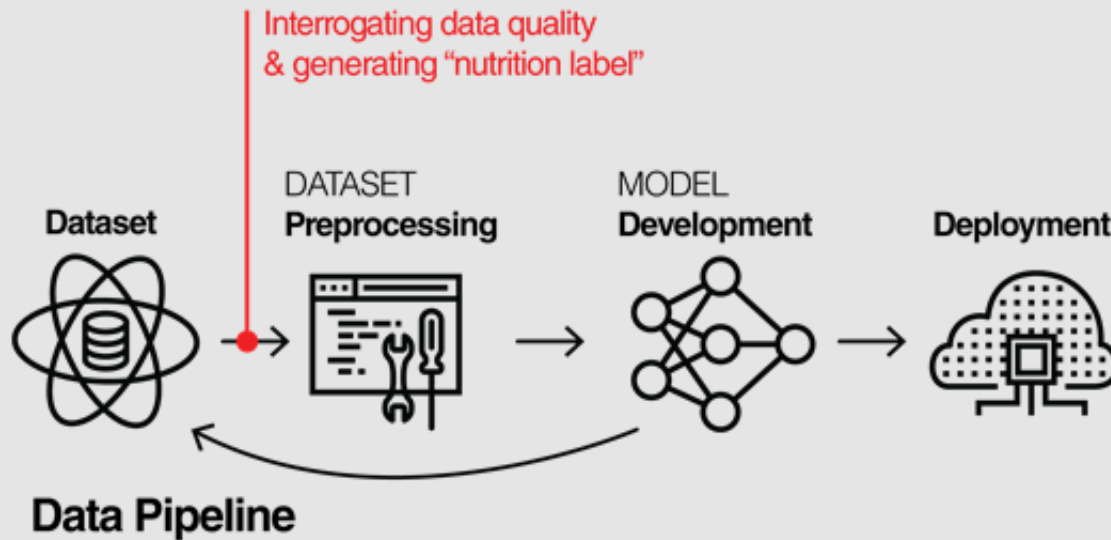 Interrogating data quality
& generating “nutrition label”
Dataset
DATASET
Preprocessing
MODEL
Development
Deployment
Data Pipeline